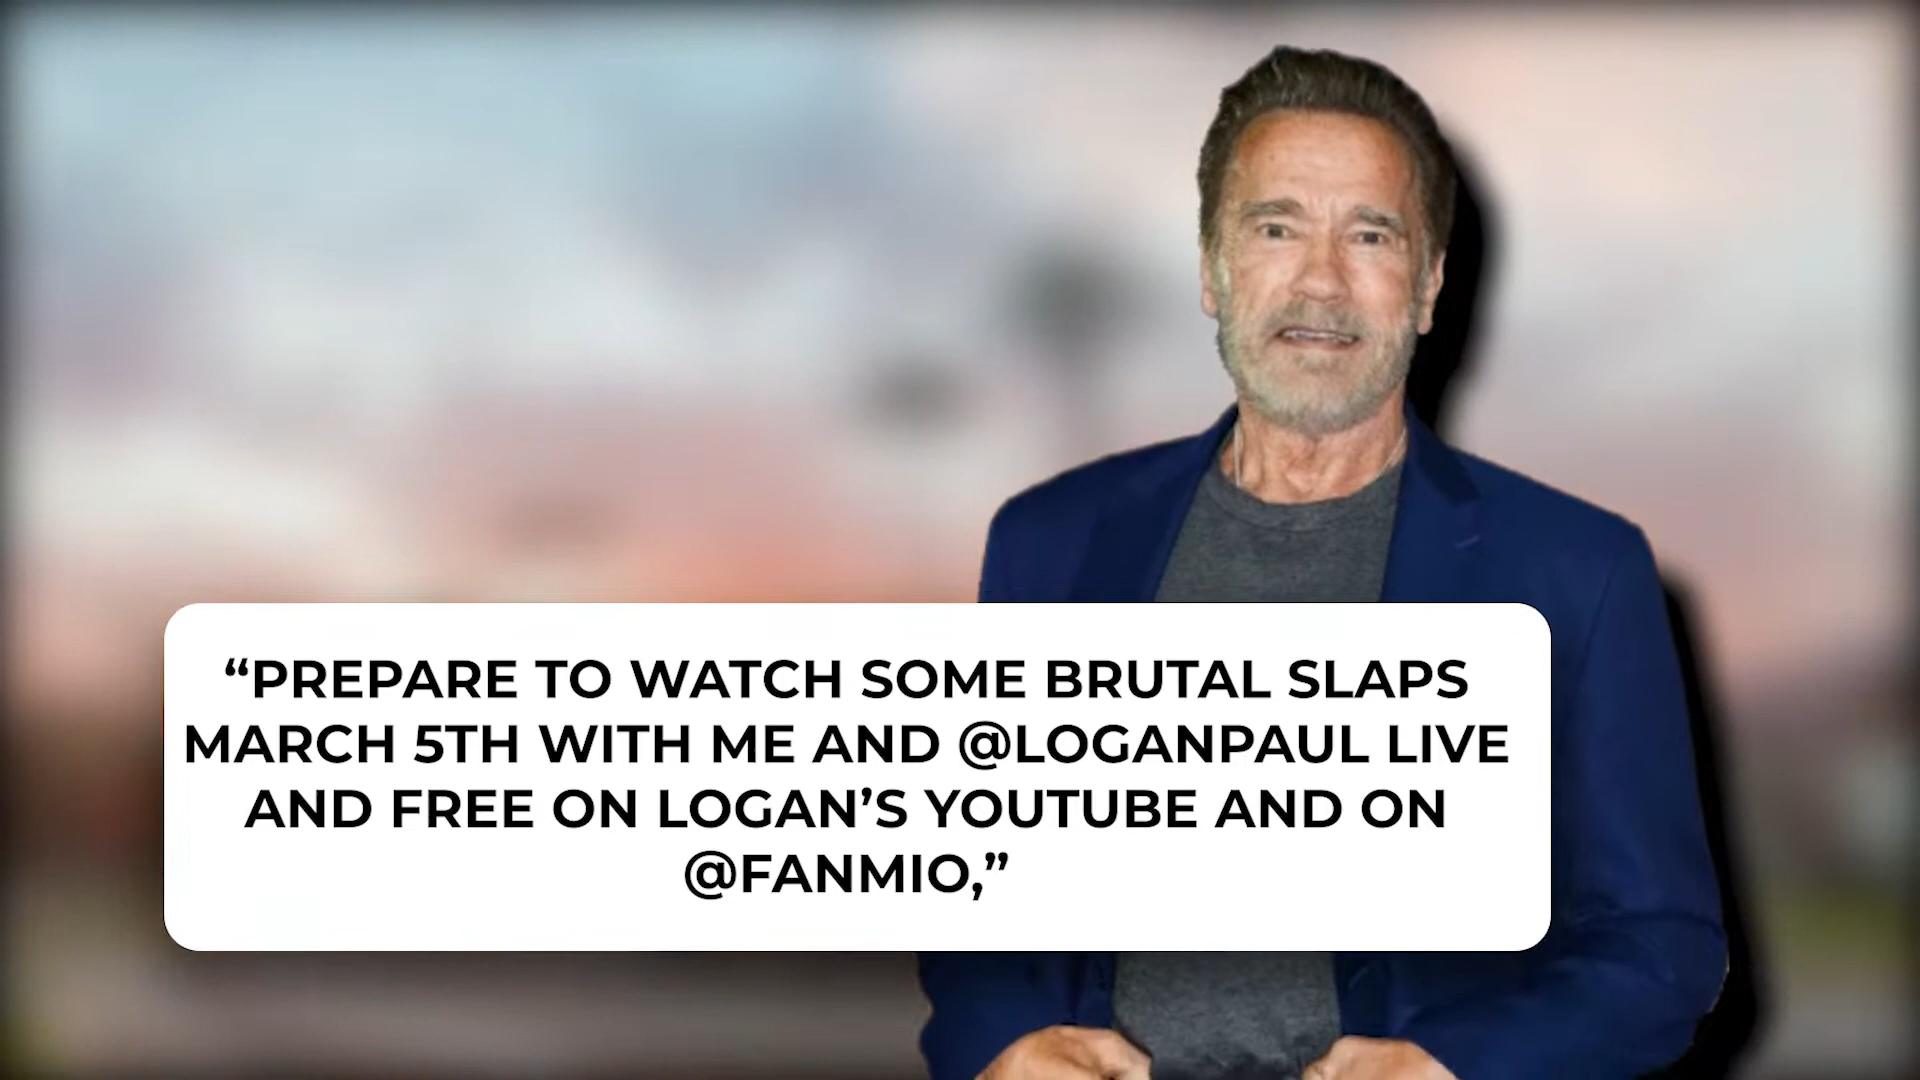 “PREPARE TO WATCH SOME BRUTAL SLAPS
MARCH 5TH WITH ME AND @LOGANPAUL LIVE
AND FREE ON LOGAN’S YOUTUBE AND ON
@FANMIO,”